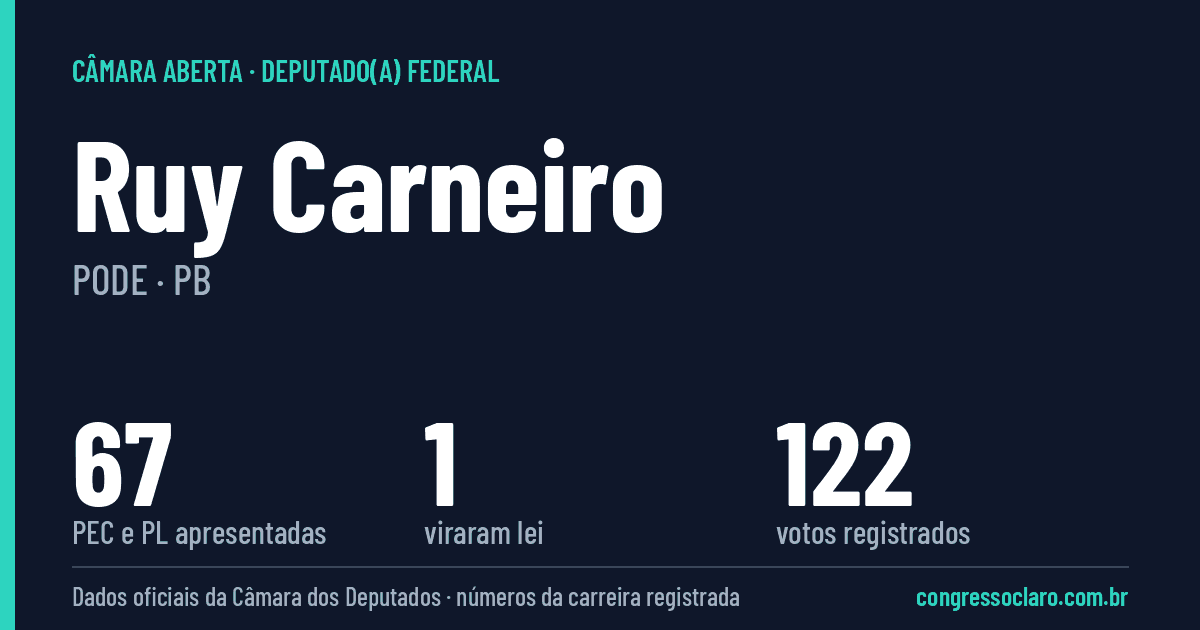 CÂMARA ABERTA · DEPUTADO(A) FEDERAL
Ruy Carneiro
PODE · PB
67 1 122
PEC e PL apresentadas viraram lei votos registrados
Dados oficiais da Câmara dos Deputados · números da carreira registrada congressoclaro.com.br